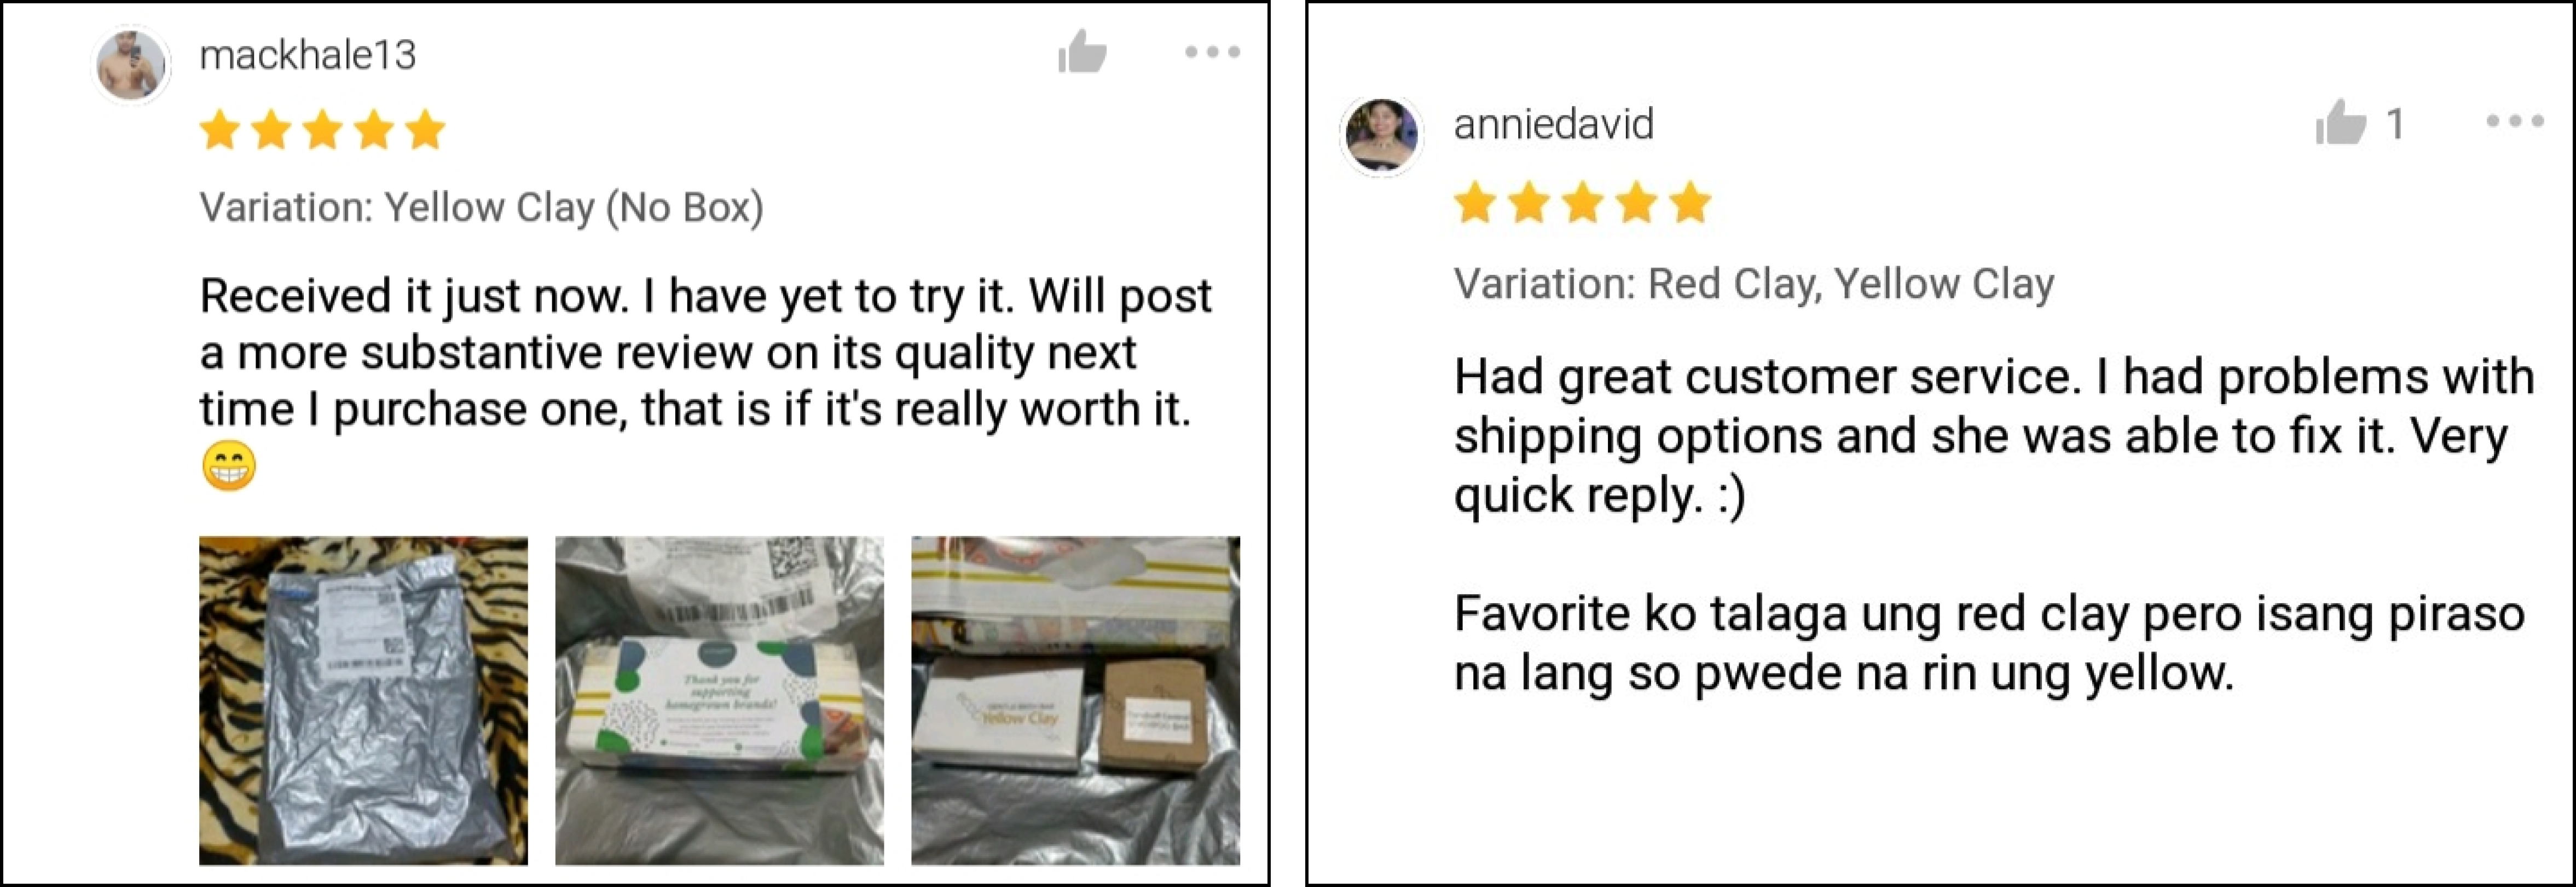 mackhale13
Variation: Yellow Clay (No Box)
Received it just now. I have yet to try it. Will post
a more substantive review on its quality next
time I purchase one, that is if it's really worth it.
😁
Thank you for
supporting
homegrown brands!
GENTLE BATH BAR
Yellow Clay
anniedavid
1
Variation: Red Clay, Yellow Clay
Had great customer service. I had problems with
shipping options and she was able to fix it. Very
quick reply. :)
Favorite ko talaga ung red clay pero isang piraso
na lang so pwede na rin ung yellow.